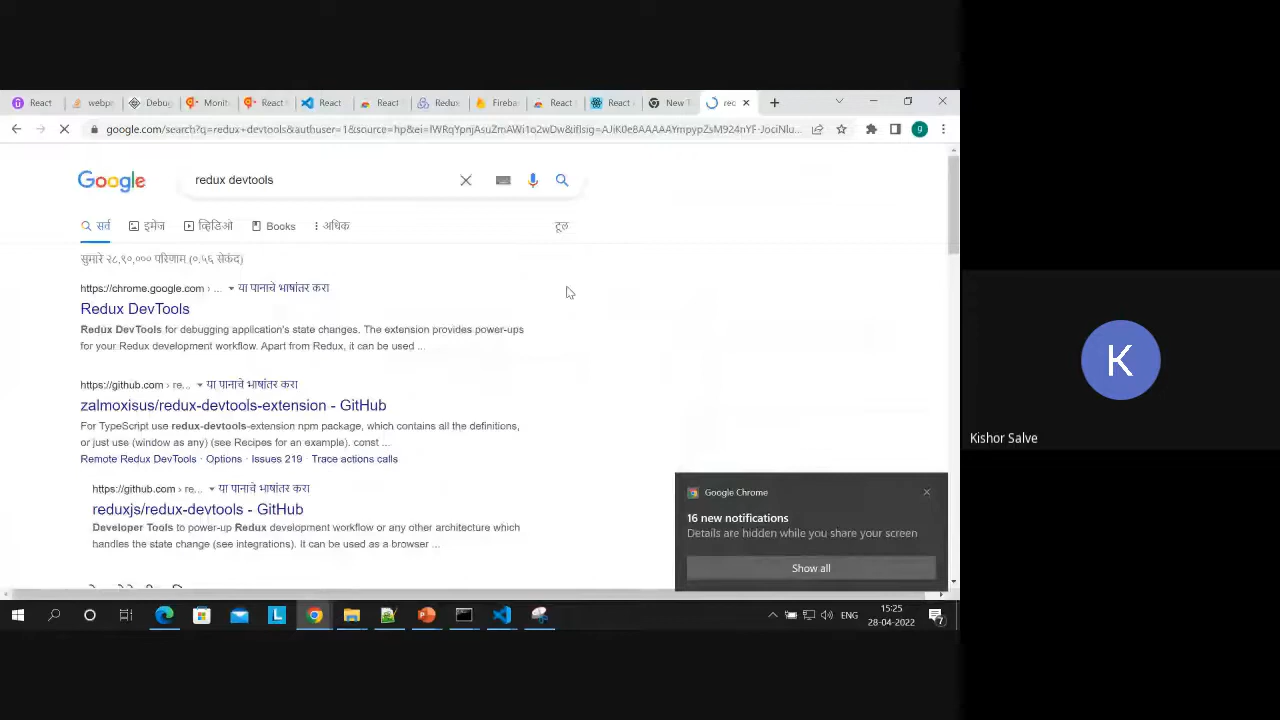 React
webp
Debug
Monit
React
React
React
Redux
Fireba
React
React
New T
rec
google.com/search?q=redux+devtools&authuser=1&source=hp&ei=lWRqYpnjAsuZmAWi1o2wDw&iflsig=AJiK0e8AAAAAYmpypZsM924nYF-JociNlu...
g
Google
redux devtools
सर्व
इमेज
व्हिडिओ
Books
अधिक
टूल
सुमारे २८,९०,००० परिणाम (०.५६ सेकंद)
https://chrome.google.com › ... या पानाचे भाषांतर करा
Redux DevTools
Redux DevTools for debugging application's state changes. The extension provides power-ups
for your Redux development workflow. Apart from Redux, it can be used ...
https://github.com › re... या पानाचे भाषांतर करा
zalmoxisus/redux-devtools-extension - GitHub
For TypeScript use redux-devtools-extension npm package, which contains all the definitions,
or just use (window as any) (see Recipes for an example). const ...
Remote Redux DevTools · Options · Issues 219 · Trace actions calls
https://github.com › re... या पानाचे भाषांतर करा
reduxjs/redux-devtools - GitHub
Developer Tools to power-up Redux development workflow or any other architecture which
handles the state change (see integrations). It can be used as a browser ...
Google Chrome
16 new notifications
Details are hidden while you share your screen
Show all
L
ENG
15:25
28-04-2022
7
K
Kishor Salve